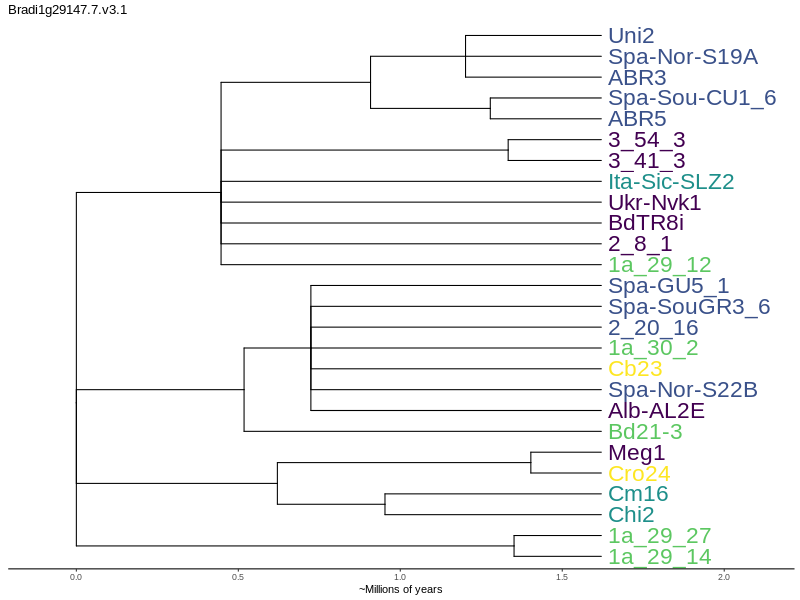 Bradi1g29147.7.v3.1
Uni2
Spa-Nor-S19A
ABR3
Spa-Sou-CU1_6
ABR5
3_54_3
3_41_3
Ita-Sic-SLZ2
Ukr-Nvk1
BdTR8i
2_8_1
1a_29_12
Spa-GU5_1
Spa-SouGR3_6
2_20_16
1a_30_2
Cb23
Spa-Nor-S22B
Alb-AL2E
Bd21-3
Meg1
Cro24
Cm16
Chi2
1a_29_27
1a_29_14
0.0 0.5 1.0 1.5 2.0
~Millions of years